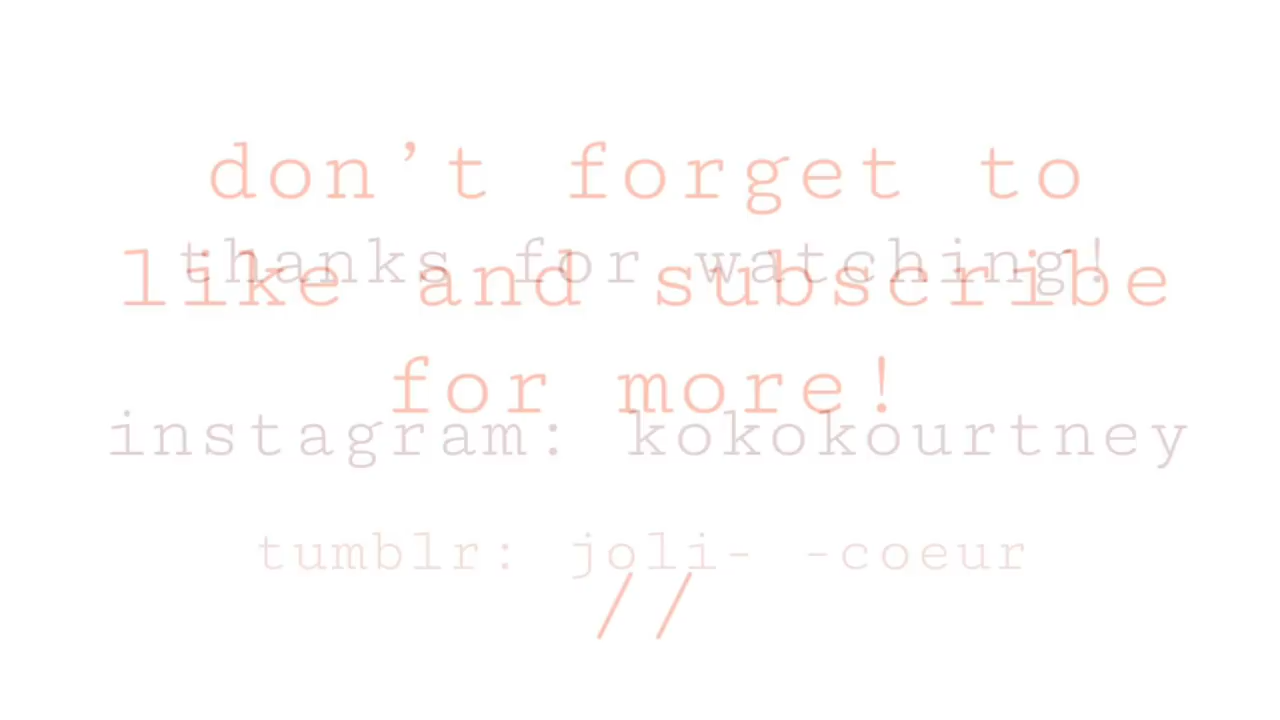 don't forget to
thanks for watching!
like and subscribe
for more!
instagram: kokokourtney
tumblr: joli- -coeur
//